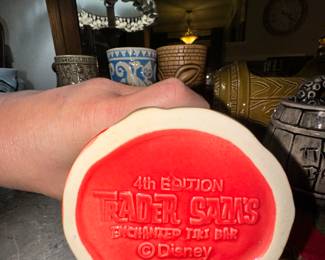 4th EDITION
TRADER SAM'S
ENCHANTED TIKI BAR
© Disney